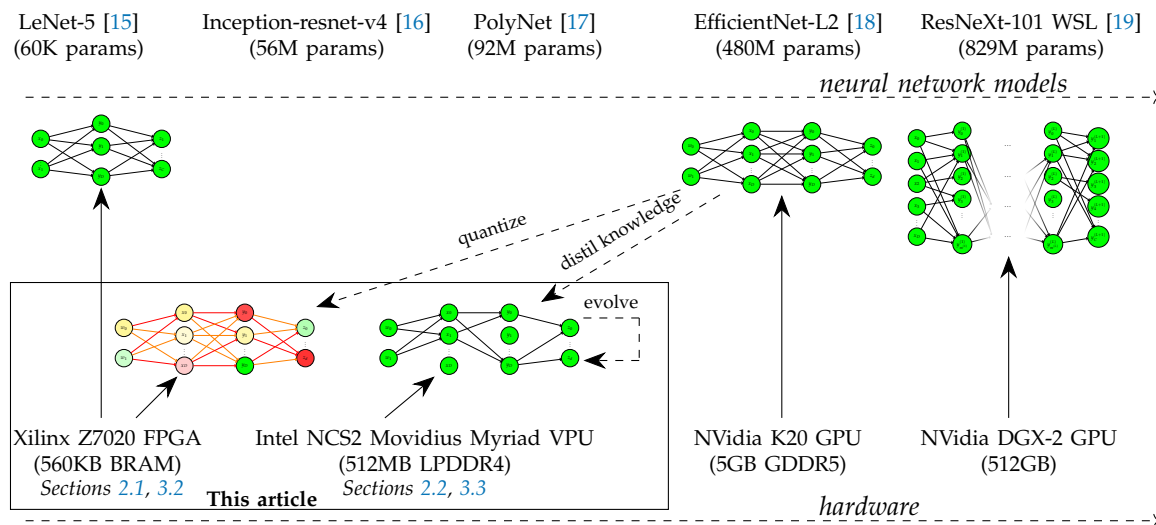 LeNet-5 [15]
(60K params)
Inception-resnet-v4 [16]
(56M params)
PolyNet [17]
(92M params)
EfficientNet-L2 [18]
(480M params)
ResNeXt-101 WSL [19]
(829M params)
neural network models
quantize
distil knowledge
evolve
Xilinx Z7020 FPGA
(560KB BRAM)
Sections 2.1, 3.2
Intel NCS2 Movidius Myriad VPU
(512MB LPDDR4)
Sections 2.2, 3.3
This article
NVidia K20 GPU
(5GB GDDR5)
NVidia DGX-2 GPU
(512GB)
hardware